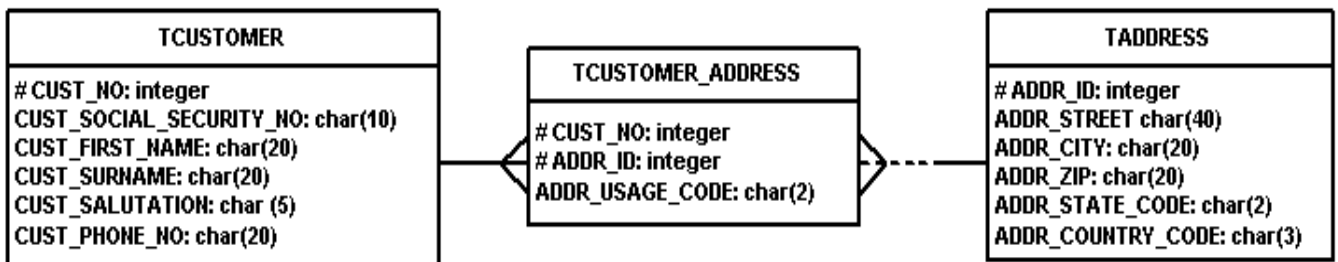 TCUSTOMER
# CUST_NO: integer
CUST_SOCIAL_SECURITY_NO: char(10)
CUST_FIRST_NAME: char(20)
CUST_SURNAME: char(20)
CUST_SALUTATION: char (5)
CUST_PHONE_NO: char(20)
TCUSTOMER_ADDRESS
# CUST_NO: integer
# ADDR_ID: integer
ADDR_USAGE_CODE: char(2)
TADDRESS
# ADDR_ID: integer
ADDR_STREET char(40)
ADDR_CITY: char(20)
ADDR_ZIP: char(20)
ADDR_STATE_CODE: char(2)
ADDR_COUNTRY_CODE: char(3)